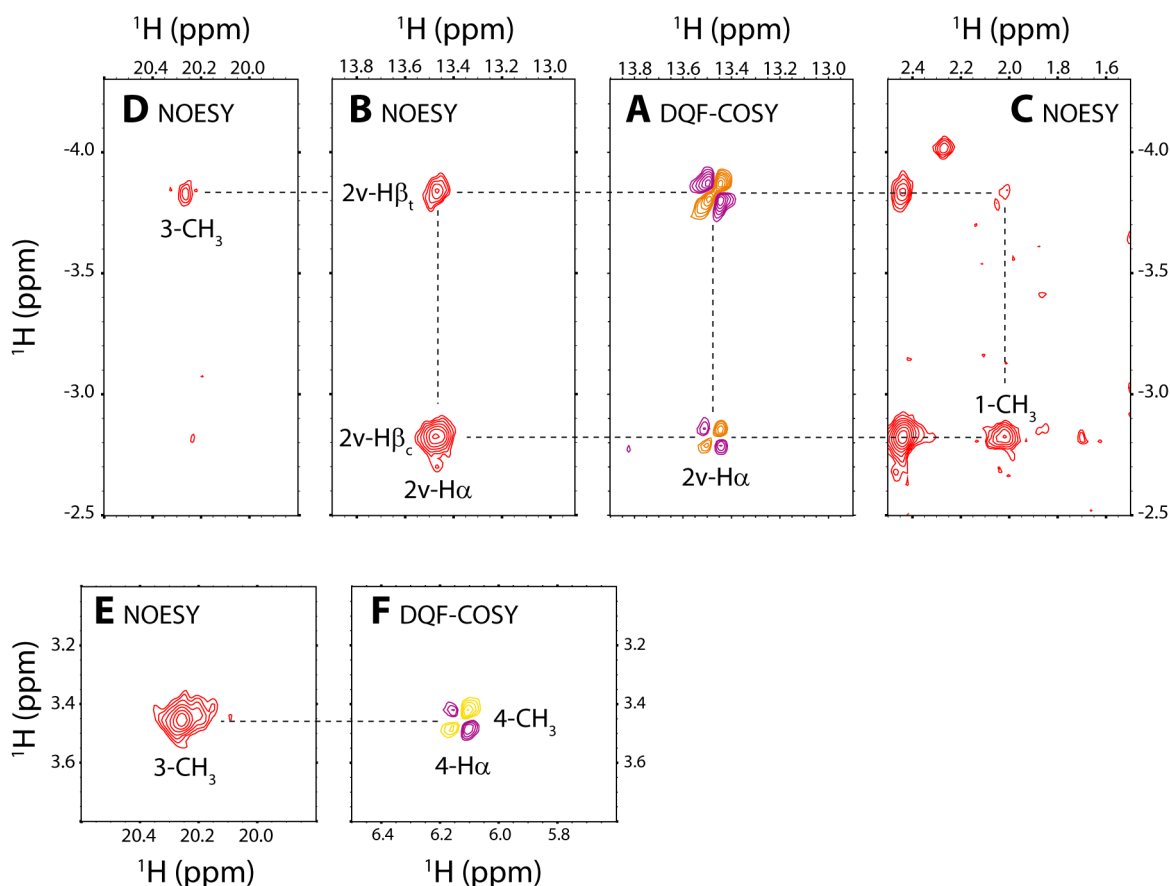 ¹H (ppm) ¹H (ppm) ¹H (ppm) ¹H (ppm)
20.4 20.2 20.0 13.8 13.6 13.4 13.2 13.0 13.8 13.6 13.4 13.2 13.0 2.4 2.2 2.0 1.8 1.6
D NOESY B NOESY A DQF-COSY C NOESY
-4.0 -4.0
2v-Hβt
3-CH₃
¹H (ppm)
-3.5 -3.5
-3.0 -3.0
1-CH₃
2v-Hβc
2v-Hα 2v-Hα
-2.5 -2.5
E NOESY F DQF-COSY
3.2 3.2
¹H (ppm)
3.4 3.4
4-CH₃
3-CH₃ 4-Hα
3.6 3.6
¹H (ppm)
20.4 20.2 20.0 6.4 6.2 6.0 5.8
¹H (ppm) ¹H (ppm)